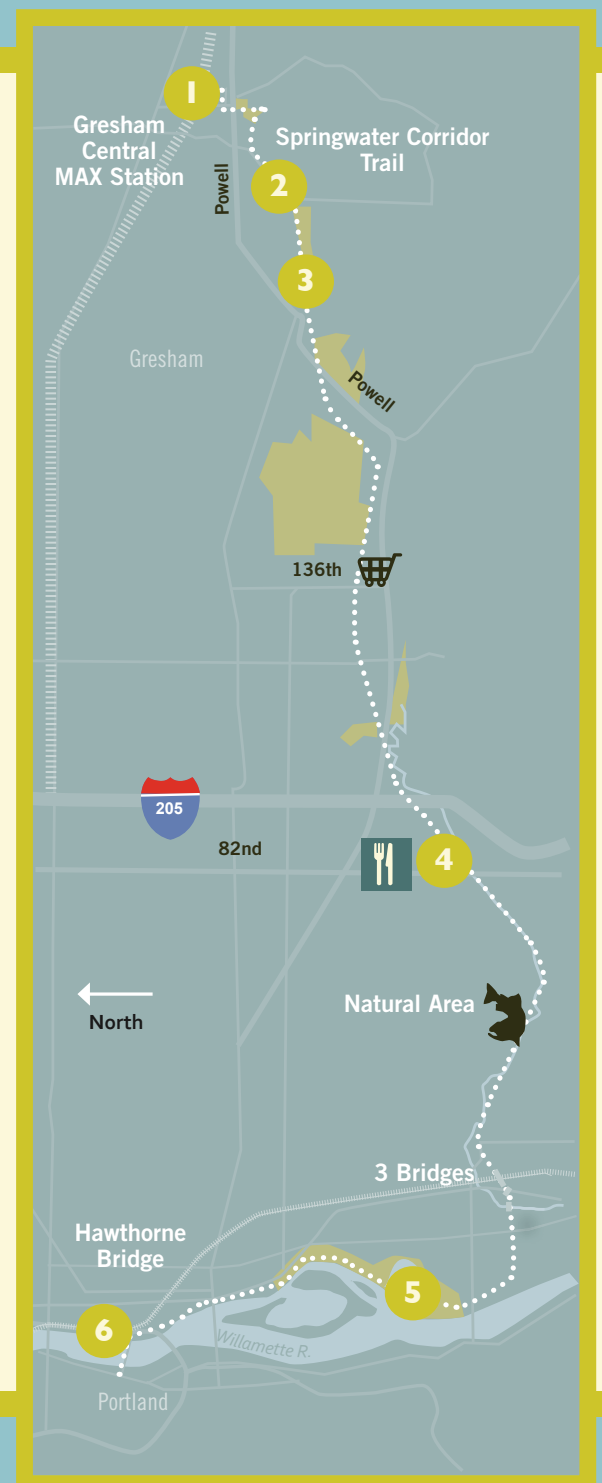 1
Gresham
Central
MAX Station
Springwater Corridor
Trail
Powell
2
3
Gresham
Powell
136th
205
82nd
4
North
Natural Area
3 Bridges
Hawthorne
Bridge
5
6
Willamette R.
Portland